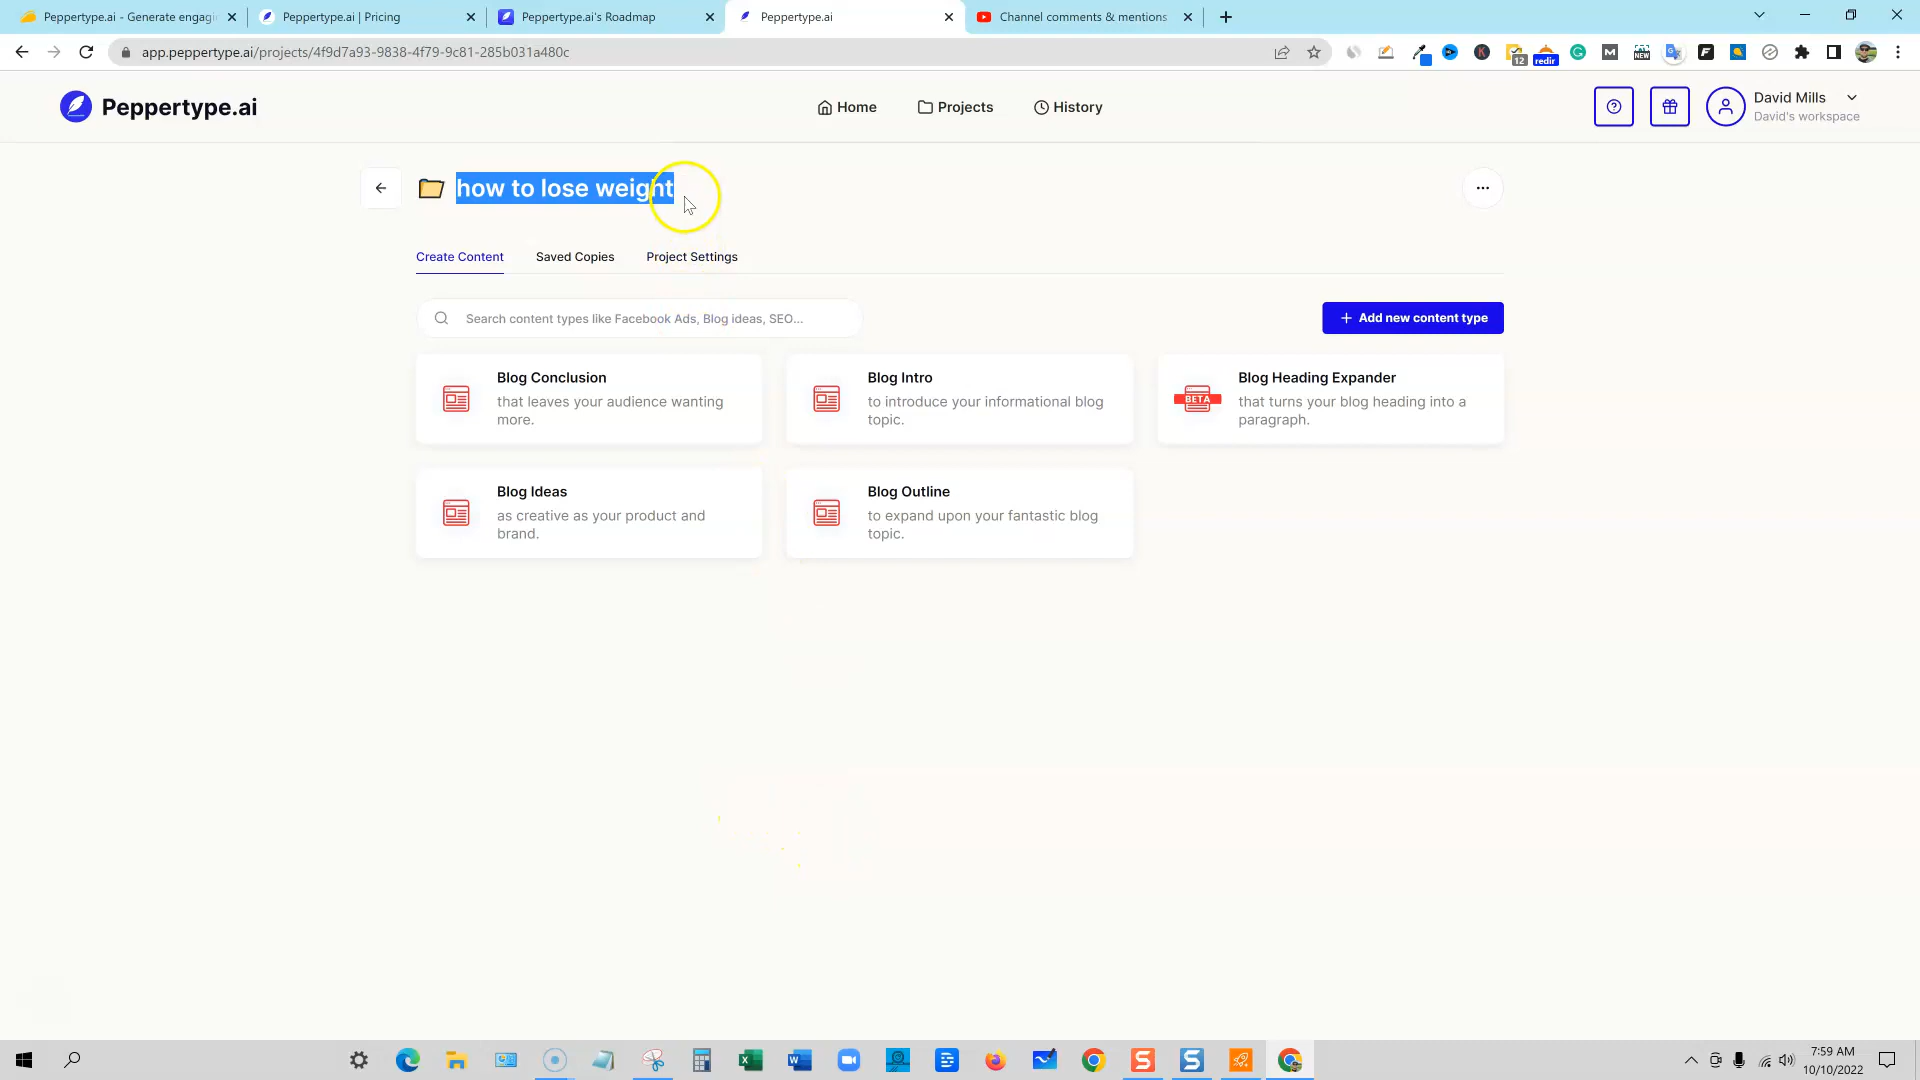 Peppertype.ai - Generate engagi
Peppertype.ai | Pricing
Peppertype.ai's Roadmap
Peppertype.ai
Channel comments & mentions
app.peppertype.ai/projects/4f9d7a93-9838-4f79-9c81-285b031a480c
12
redir
NEW
Peppertype.ai
Home
Projects
History
David Mills
David's workspace
how to lose weight
Create Content
Saved Copies
Project Settings
Search content types like Facebook Ads, Blog ideas, SEO...
+ Add new content type
Blog Conclusion
that leaves your audience wanting
more.
Blog Intro
to introduce your informational blog
topic.
BETA
Blog Heading Expander
that turns your blog heading into a
paragraph.
Blog Ideas
as creative as your product and
brand.
Blog Outline
to expand upon your fantastic blog
topic.
7:59 AM
10/10/2022